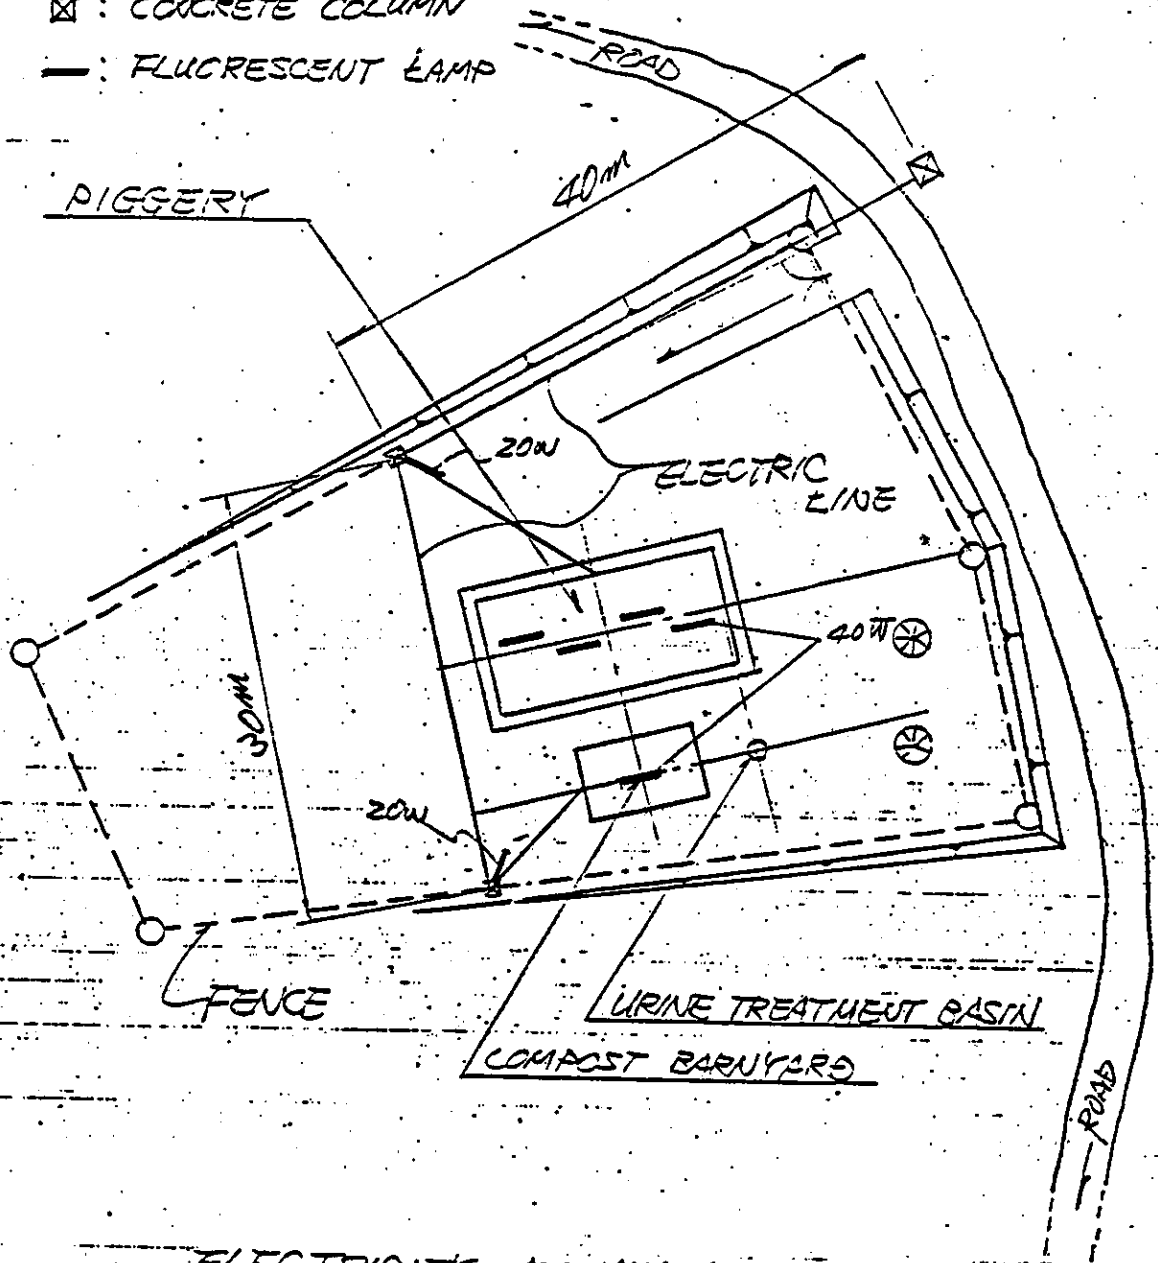 : CONCRETE COLUMN
: FLUCRESCENT LAMP
ROAD
40m
PIGGERY
20W
ELECTRIC
LINE
40W
30m
20W
FENCE
URINE TREATMENT BASIN
COMPOST BARNYARD
ROAD